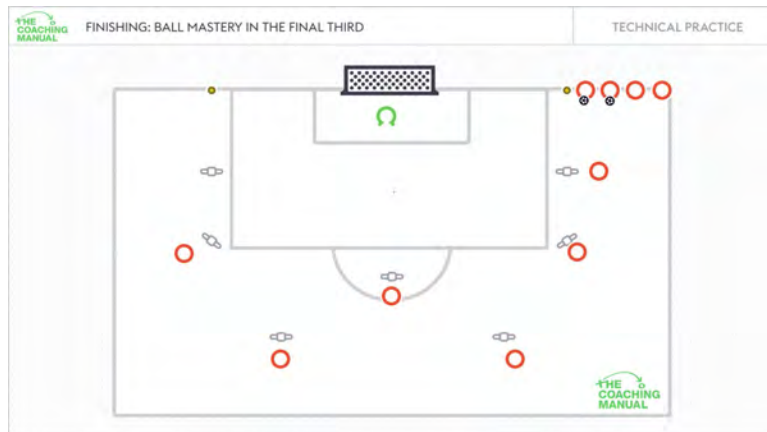 THE
COACHING
MANUAL
FINISHING: BALL MASTERY IN THE FINAL THIRD
TECHNICAL PRACTICE
THE
COACHING
MANUAL